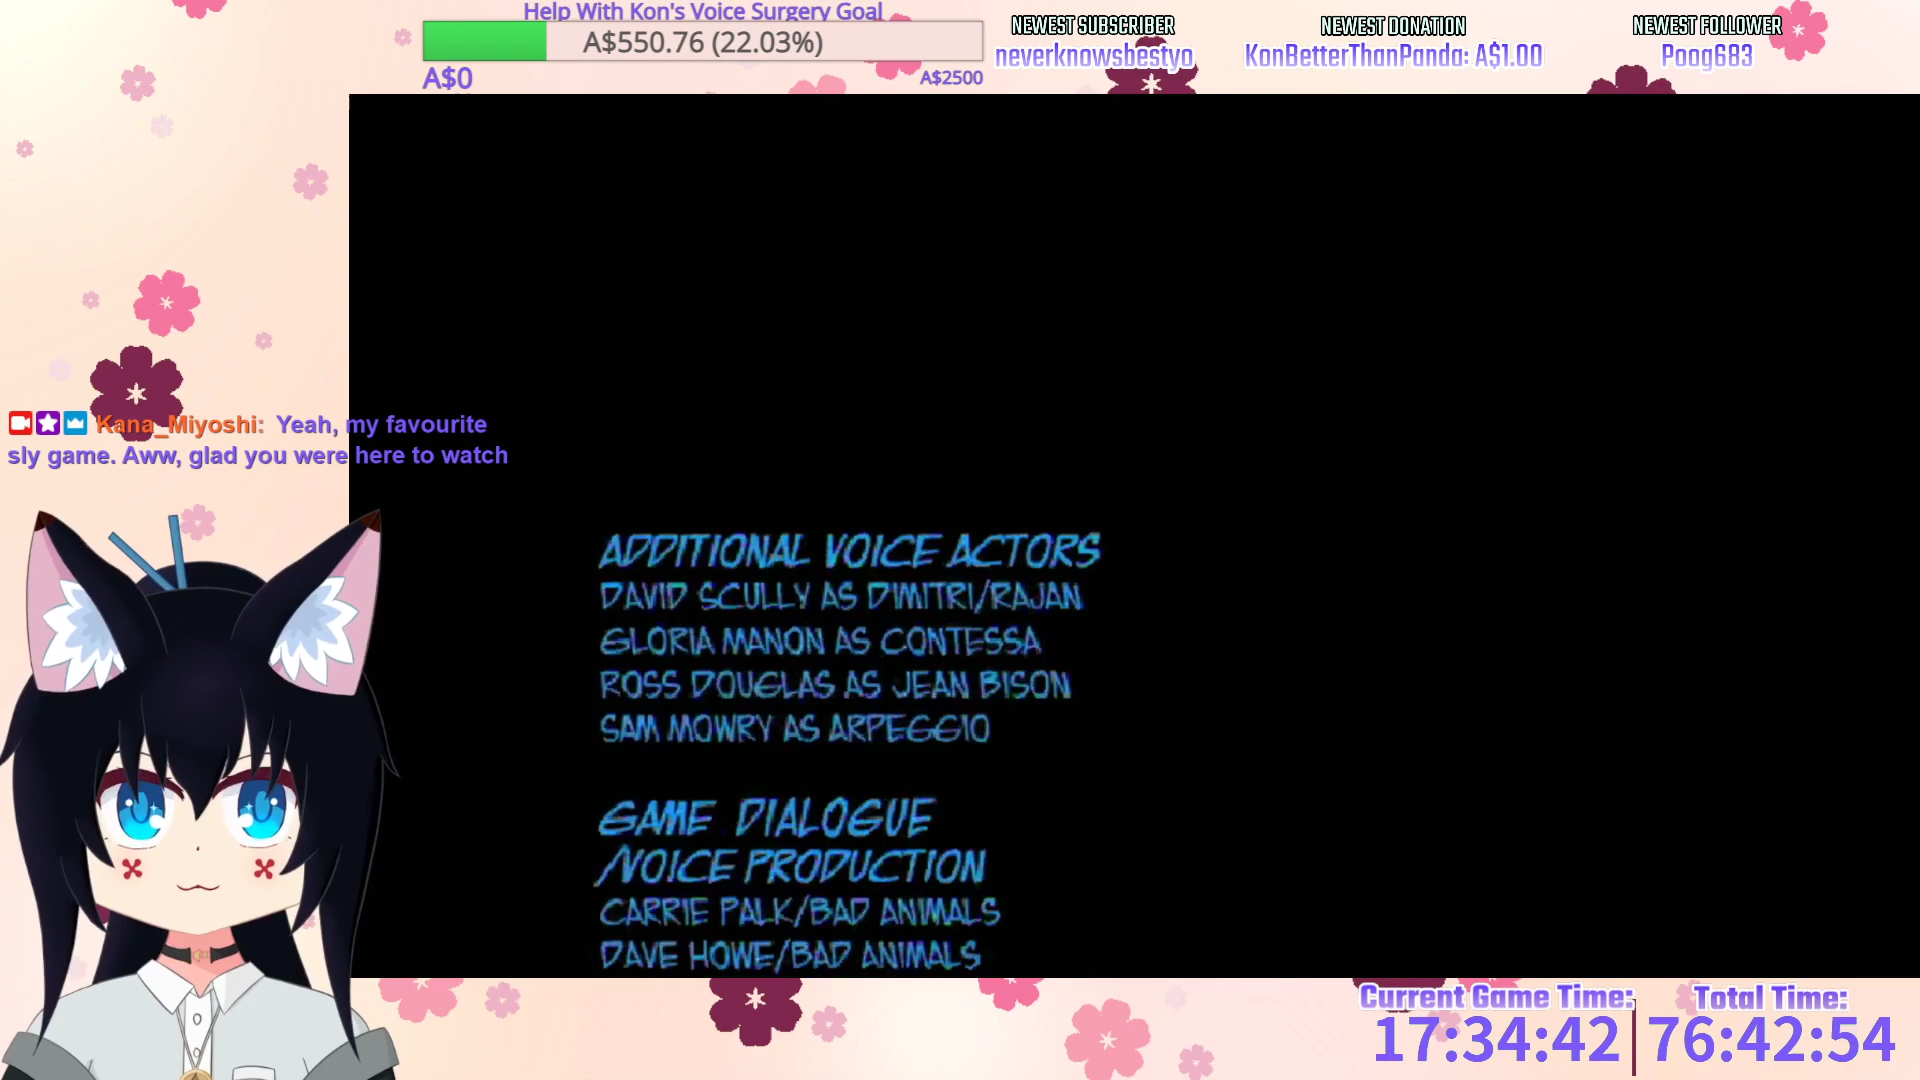 Help With Kon's Voice Surgery Goal
A$550.76 (22.03%)
A$0
A$2500
NEWEST SUBSCRIBER
neverknowsbestyo
NEWEST DONATION
KonBetterThanPanda: A$1.00
NEWEST FOLLOWER
Poog683
Kana_Miyoshi: Yeah, my favourite
sly game. Aww, glad you were here to watch
ADDITIONAL VOICE ACTORS
DAVID SCULLY AS DIMITRI/RAJAN
GLORIA MANON AS CONTESSA
ROSS DOUGLAS AS JEAN BISON
SAM MOWRY AS ARPEGGIO
GAME DIALOGUE
/VOICE PRODUCTION
CARRIE PALK/BAD ANIMALS
DAVE HOWE/BAD ANIMALS
Current Game Time:
17:34:42
Total Time:
76:42:54